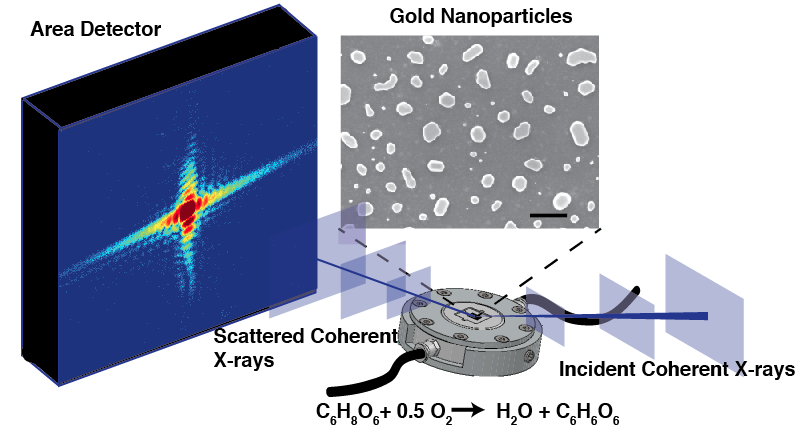 Gold Nanoparticles
Area Detector
Scattered Coherent
X-rays
Incident Coherent X-rays
C₆H₈O₆+ 0.5 O₂→ H₂O + C₆H₆O₆